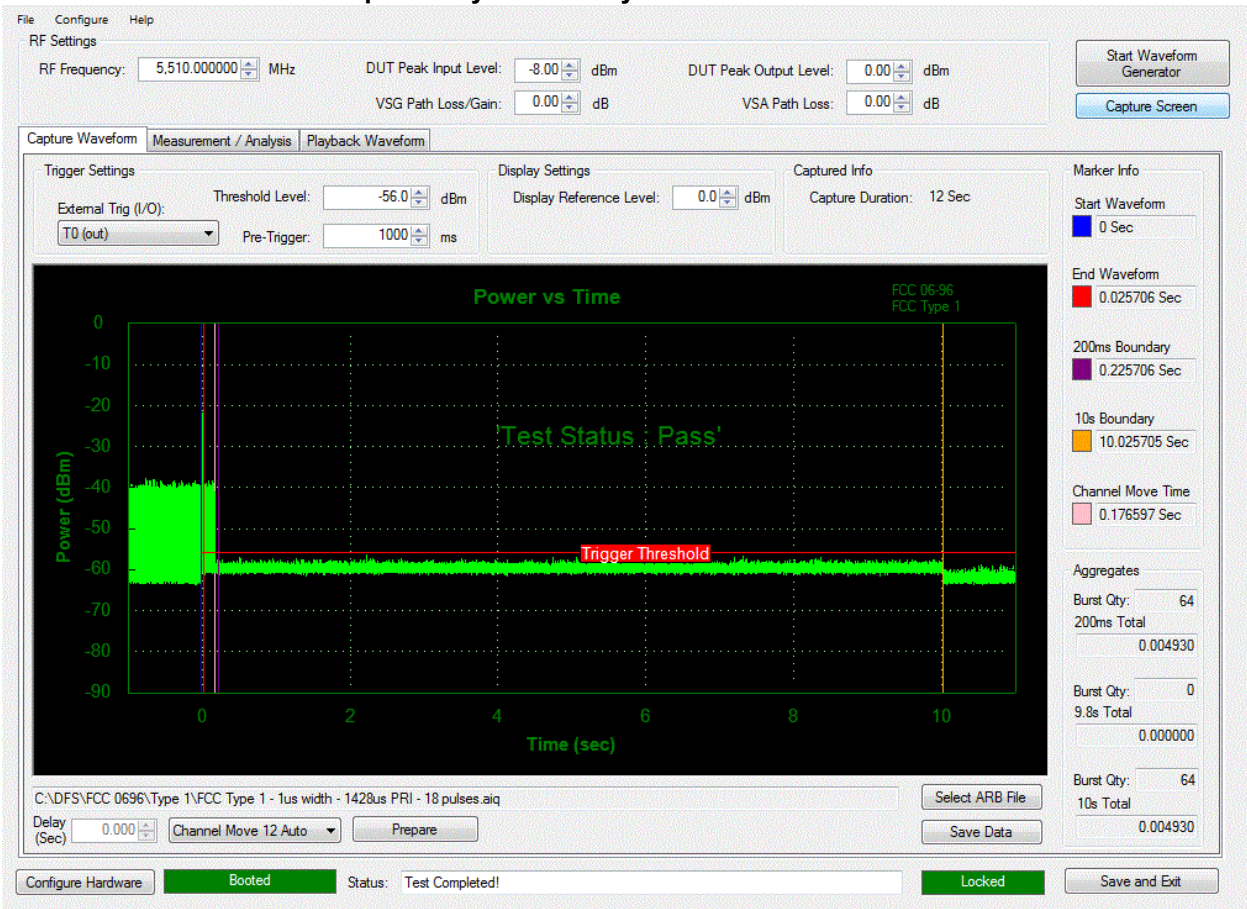 File Configure Help
RF Settings
RF Frequency: 5,510.000000 MHz DUT Peak Input Level: -8.00 dBm DUT Peak Output Level: 0.00 dBm
VSG Path Loss/Gain: 0.00 dB VSA Path Loss: 0.00 dB
Start Waveform
Generator
Capture Screen
Capture Waveform Measurement / Analysis Playback Waveform
Trigger Settings
Threshold Level: -56.0 dBm
External Trig (I/O):
T0 (out)
Pre-Trigger: 1000 ms
Display Settings
Display Reference Level: 0.0 dBm
Captured Info
Capture Duration: 12 Sec
Marker Info
Start Waveform
0 Sec
End Waveform
0.025706 Sec
200ms Boundary
0.225706 Sec
10s Boundary
10.025705 Sec
Channel Move Time
0.176597 Sec
Aggregates
Burst Qty: 64
200ms Total
0.004930
Burst Qty: 0
9.8s Total
0.000000
Burst Qty: 64
10s Total
0.004930
Power vs Time
FCC 06-96
FCC Type 1
0
-10
-20
-30
-40
-50
-60
-70
-80
-90
Power (dBm)
'Test Status : Pass'
Trigger Threshold
0 2 4 6 8 10
Time (sec)
C:\DFS\FCC 0696\Type 1\FCC Type 1 - 1us width - 1428us PRI - 18 pulses.aiq
Select ARB File
Delay
(Sec)
0.000 Channel Move 12 Auto Prepare Save Data
Configure Hardware Booted Status: Test Completed! Locked Save and Exit